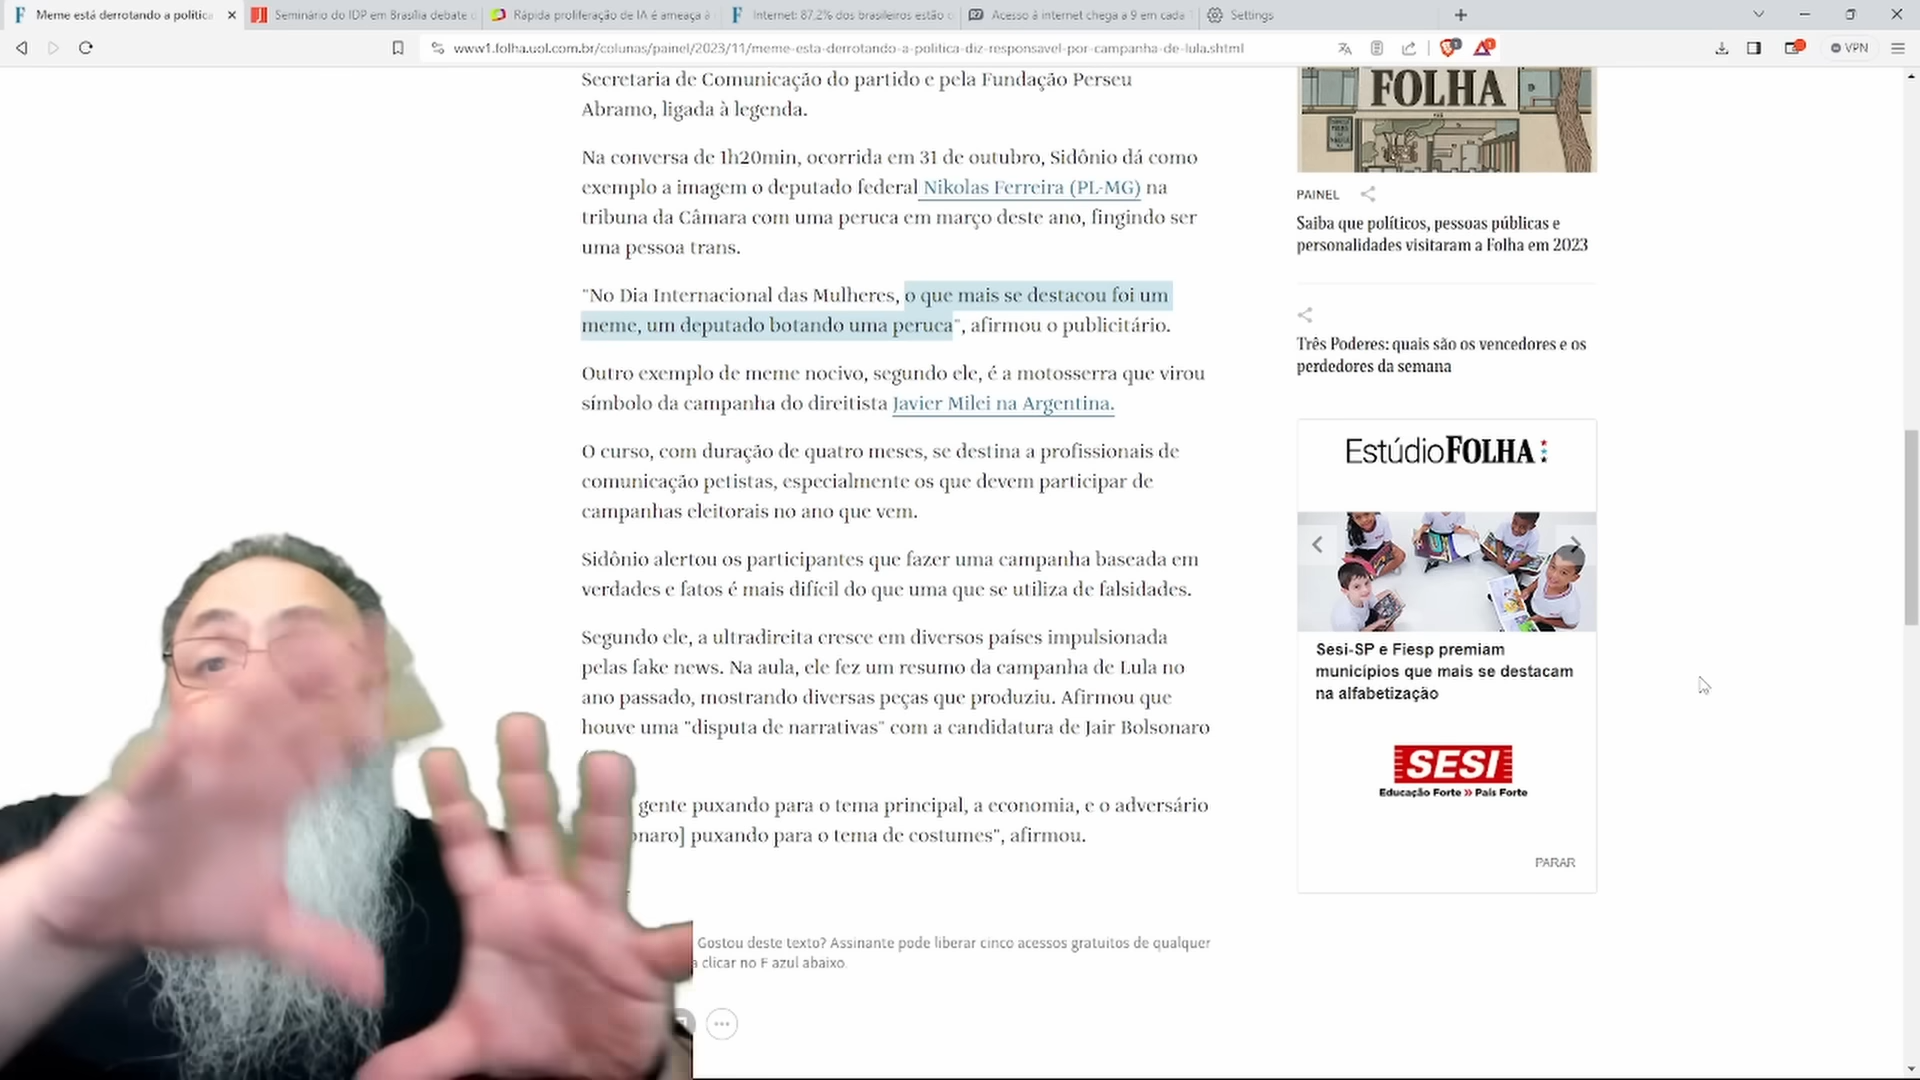 Meme está derrotando a política
Seminário do IDP em Brasília debate
Rápida proliferação de IA é ameaça à
Internet: 87,2% dos brasileiros estão o
Acesso à internet chega a 9 em cada
Settings
www1.folha.uol.com.br/colunas/painel/2023/11/meme-esta-derrotando-a-politica-diz-responsavel-por-campanha-de-lula.shtml
VPN
Secretaria de Comunicação do partido e pela Fundação Perseu
Abramo, ligada à legenda.
Na conversa de 1h20min, ocorrida em 31 de outubro, Sidônio dá como
exemplo a imagem o deputado federal Nikolas Ferreira (PL-MG) na
tribuna da Câmara com uma peruca em março deste ano, fingindo ser
uma pessoa trans.
"No Dia Internacional das Mulheres, o que mais se destacou foi um
meme, um deputado botando uma peruca", afirmou o publicitário.
Outro exemplo de meme nocivo, segundo ele, é a motosserra que virou
símbolo da campanha do direitista Javier Milei na Argentina.
O curso, com duração de quatro meses, se destina a profissionais de
comunicação petistas, especialmente os que devem participar de
campanhas eleitorais no ano que vem.
Sidônio alertou os participantes que fazer uma campanha baseada em
verdades e fatos é mais difícil do que uma que se utiliza de falsidades.
Segundo ele, a ultradireita cresce em diversos países impulsionada
pelas fake news. Na aula, ele fez um resumo da campanha de Lula no
ano passado, mostrando diversas peças que produziu. Afirmou que
houve uma "disputa de narrativas" com a candidatura de Jair Bolsonaro
gente puxando para o tema principal, a economia, e o adversário
onaro] puxando para o tema de costumes", afirmou.
Gostou deste texto? Assinante pode liberar cinco acessos gratuitos de qualquer
a clicar no F azul abaixo.
FOLHA
PAINEL
Saiba que políticos, pessoas públicas e
personalidades visitaram a Folha em 2023
Três Poderes: quais são os vencedores e os
perdedores da semana
EstúdioFOLHA
Sesi-SP e Fiesp premiam
municípios que mais se destacam
na alfabetização
SESI
Educação Forte » País Forte
PARAR